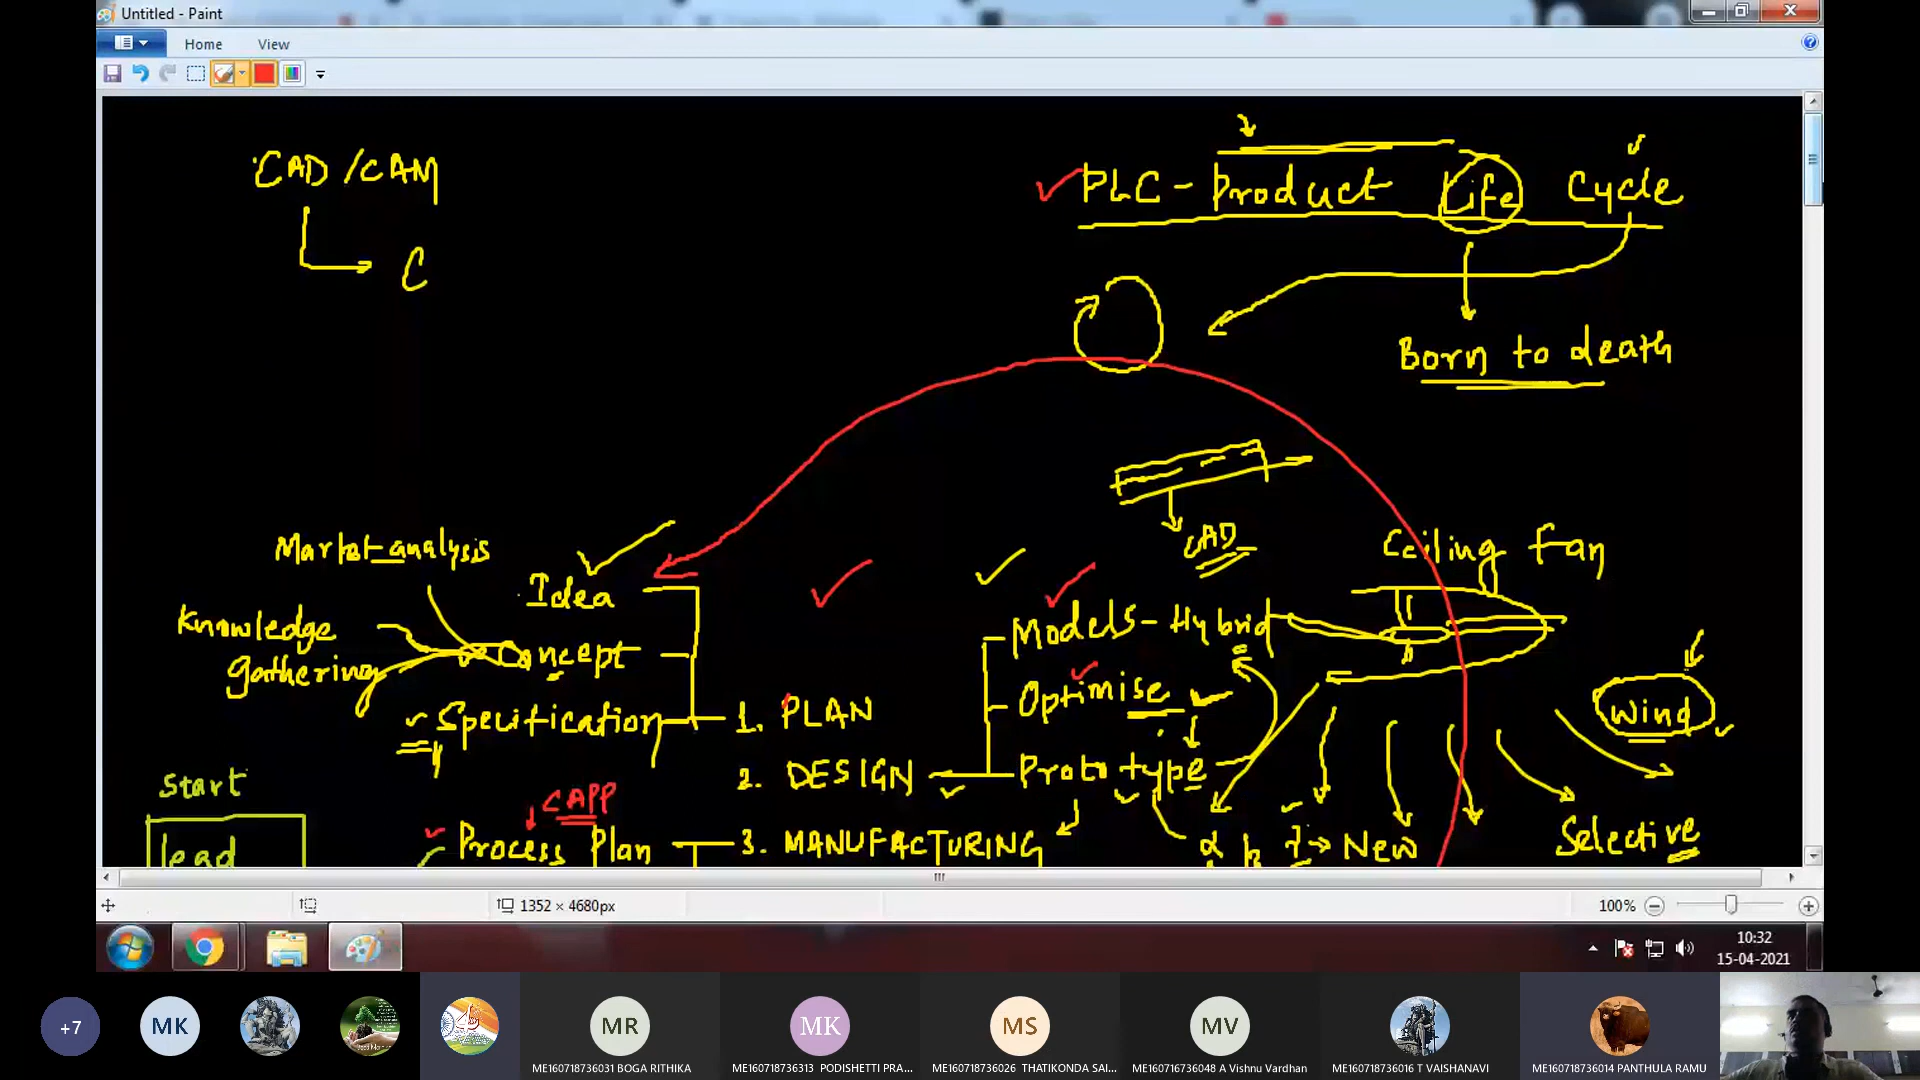 Untitled - Paint
Home View
CAD/CAM
C
PLC - Product Life Cycle
Born to death
CAD
Ceiling fan
Market analysis
Idea
Knowledge gathering
Concept
Models - Hybrid
Optimise
Specification
1. PLAN
Wind
2. DESIGN
Proto type
start
CAPP
lead
Process Plan
3. MANUFACTURING
New
Selective
1352 × 4680px
100%
10:32
15-04-2021
+7
MK
MR
MK
MS
MV
ME160718736031 BOGA RITHIKA
ME160718736313 PODISHETTI PRA...
ME160718736026 THATIKONDA SAI...
ME160716736048 A Vishnu Vardhan
ME160718736016 T VAISHANAVI
ME160718736014 PANTHULA RAMU